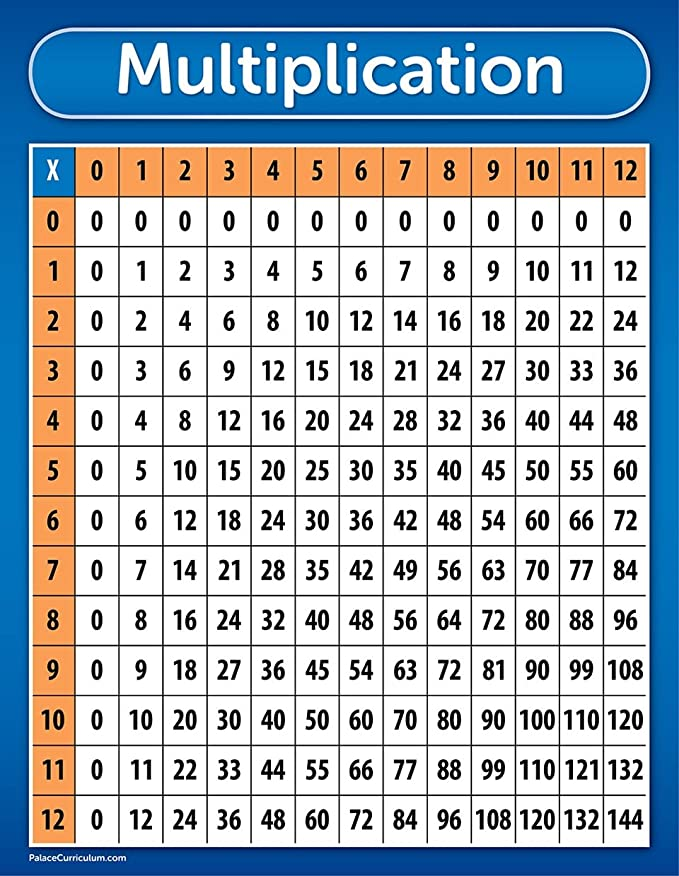 Multiplication
X 0 1 2 3 4 5 6 7 8 9 10 11 12
0 0 0 0 0 0 0 0 0 0 0 0 0 0
1 0 1 2 3 4 5 6 7 8 9 10 11 12
2 0 2 4 6 8 10 12 14 16 18 20 22 24
3 0 3 6 9 12 15 18 21 24 27 30 33 36
4 0 4 8 12 16 20 24 28 32 36 40 44 48
5 0 5 10 15 20 25 30 35 40 45 50 55 60
6 0 6 12 18 24 30 36 42 48 54 60 66 72
7 0 7 14 21 28 35 42 49 56 63 70 77 84
8 0 8 16 24 32 40 48 56 64 72 80 88 96
9 0 9 18 27 36 45 54 63 72 81 90 99 108
10 0 10 20 30 40 50 60 70 80 90 100 110 120
11 0 11 22 33 44 55 66 77 88 99 110 121 132
12 0 12 24 36 48 60 72 84 96 108 120 132 144
PalaceCurriculum.com